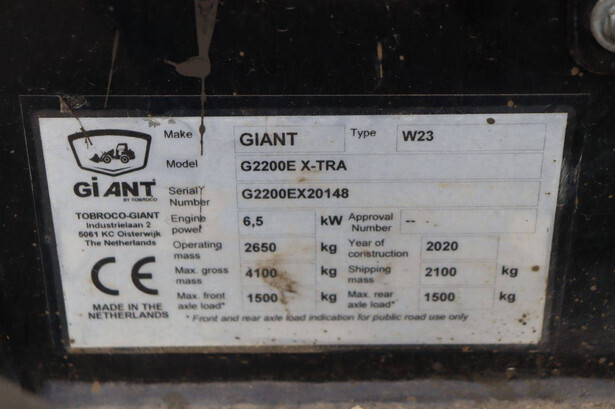 Make GIANT Type W23
Model G2200E X-TRA
GiANT
BY TOBROCO
Serial Number G2200EX20148
TOBROCO-GIANT
Industrielaan 2
5061 KC Oisterwijk
The Netherlands
Engine power 6,5 kW Approval Number --
Operating mass 2650 kg Year of construction 2020
Max. gross mass 4100 kg Shipping mass 2100 kg
CE
MADE IN THE
NETHERLANDS
Max. front axle load* 1500 kg Max. rear axle load* 1500 kg
* Front and rear axle load indication for public road use only